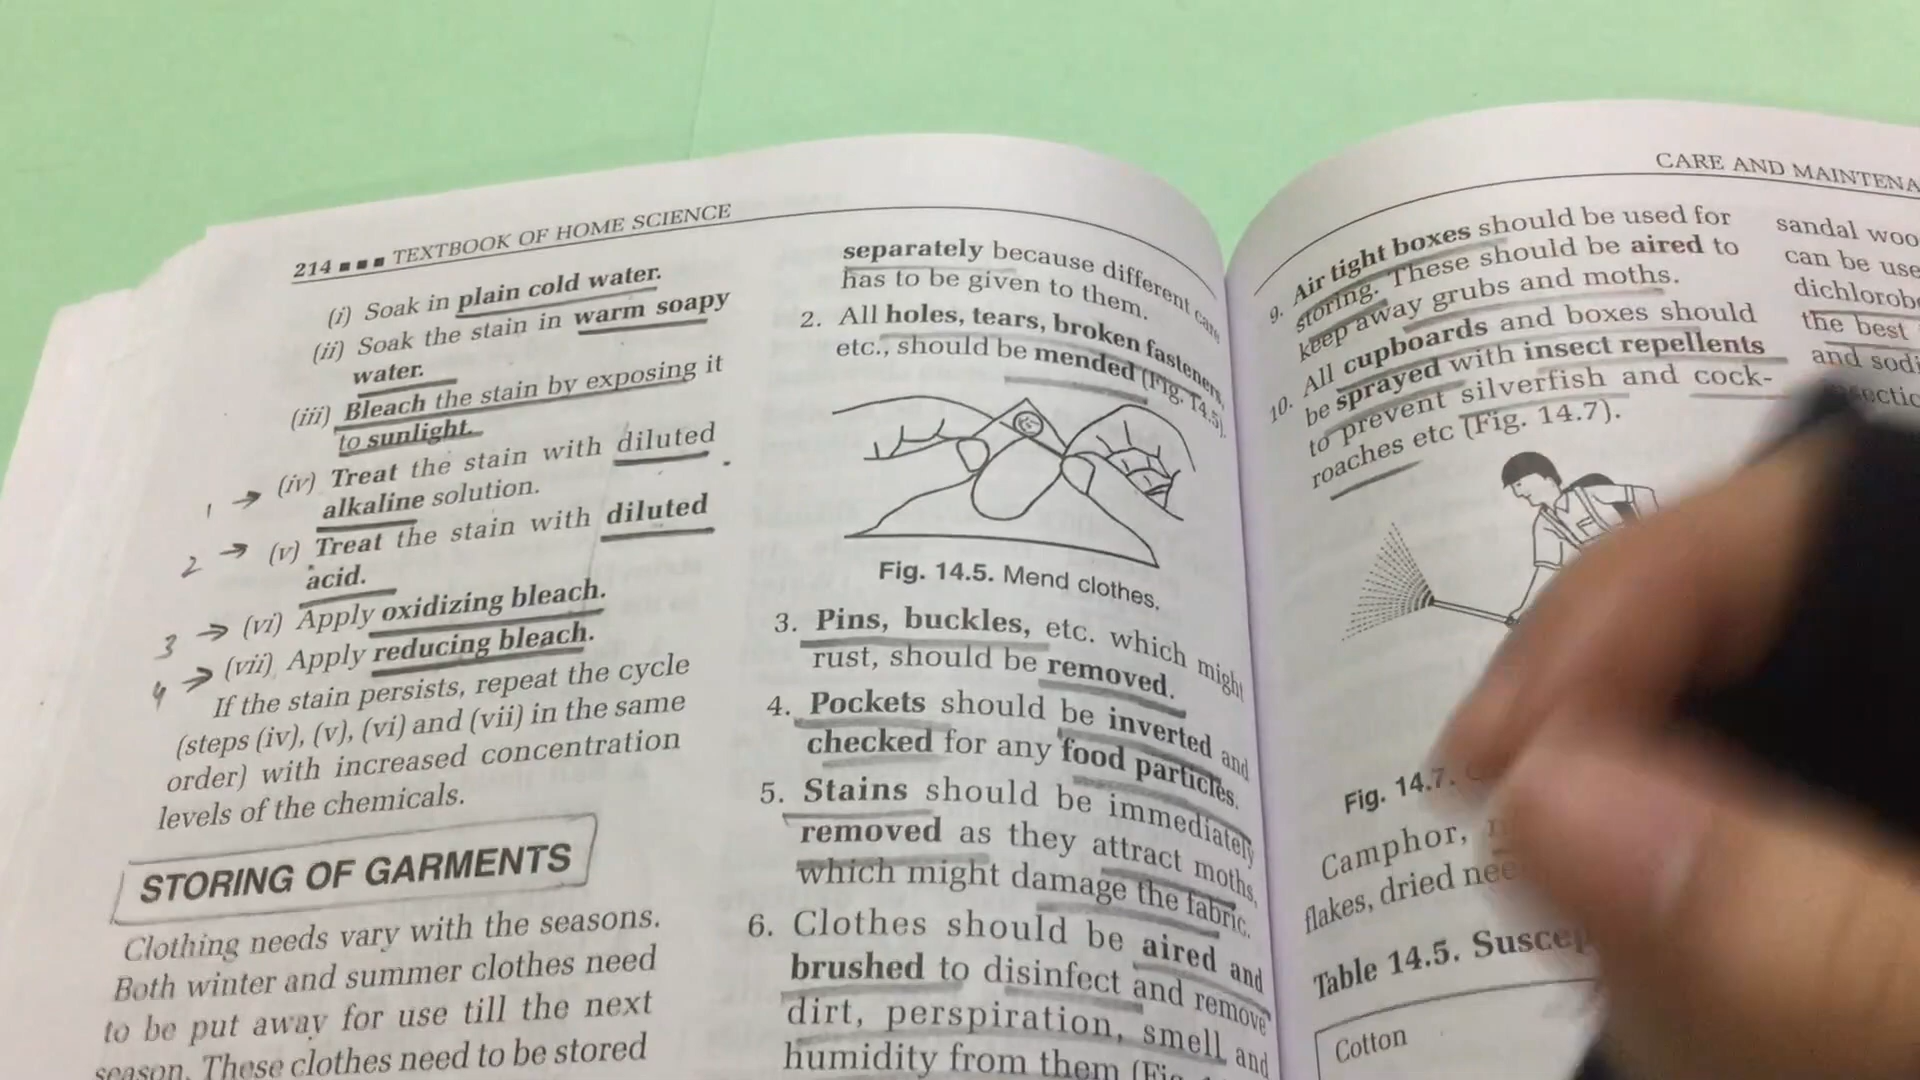 214 ■ ■ ■ TEXTBOOK OF HOME SCIENCE
(i) Soak in plain cold water.
(ii) Soak the stain in warm soapy
water.
(iii) Bleach the stain by exposing it
to sunlight.
1 → (iv) Treat the stain with diluted
alkaline solution.
2 → (v) Treat the stain with diluted
acid.
3 → (vi) Apply oxidizing bleach.
4 → (vii) Apply reducing bleach.
If the stain persists, repeat the cycle
(steps (iv), (v), (vi) and (vii) in the same
order) with increased concentration
levels of the chemicals.
STORING OF GARMENTS
Clothing needs vary with the seasons.
Both winter and summer clothes need
to be put away for use till the next
season. These clothes need to be stored
separately because different care
has to be given to them.
2. All holes, tears, broken fasteners,
etc., should be mended (Fig. 14.5).
Fig. 14.5. Mend clothes.
3. Pins, buckles, etc. which might
rust, should be removed.
4. Pockets should be inverted and
checked for any food particles.
5. Stains should be immediately
removed as they attract moths,
which might damage the fabric.
6. Clothes should be aired and
brushed to disinfect and remove
dirt, perspiration, smell and
humidity from them
CARE AND MAINTENA
9. Air tight boxes should be used for
storing. These should be aired to
keep away grubs and moths.
10. All cupboards and boxes should
be sprayed with insect repellents
to prevent silverfish and cock-
roaches etc (Fig. 14.7).
Fig. 14.7.
Camphor,
flakes, dried
Table 14.5.
Cotton
sandal
can be
the best
and